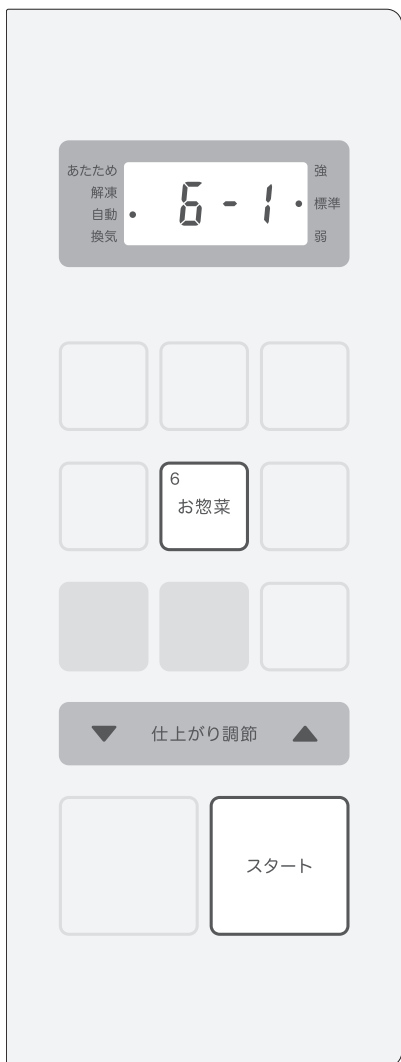 あたため
解凍
自動
換気
6-1
強
標準
弱
6
お惣菜
▼ 仕上がり調節 ▲
スタート